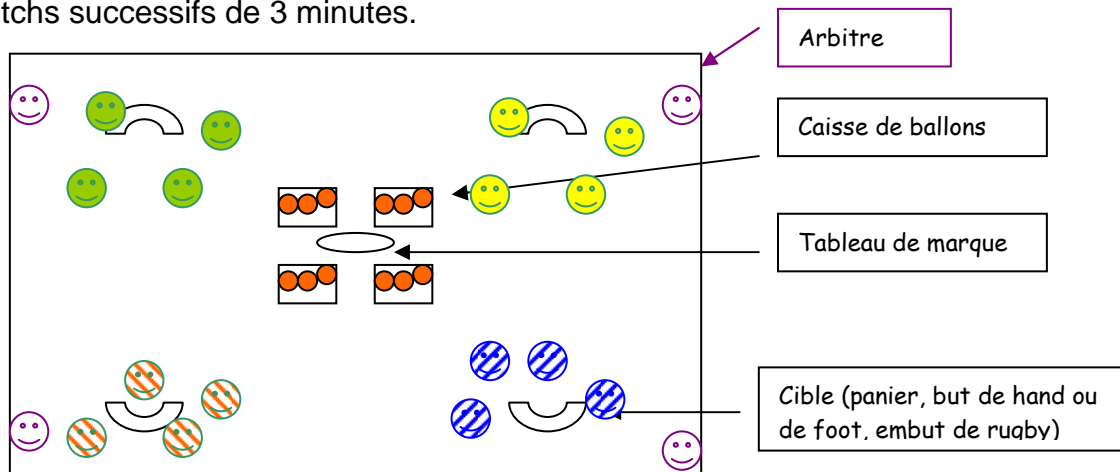 tchs successifs de 3 minutes.
Arbitre
Caisse de ballons
Tableau de marque
Cible (panier, but de hand ou
de foot, embut de rugby)